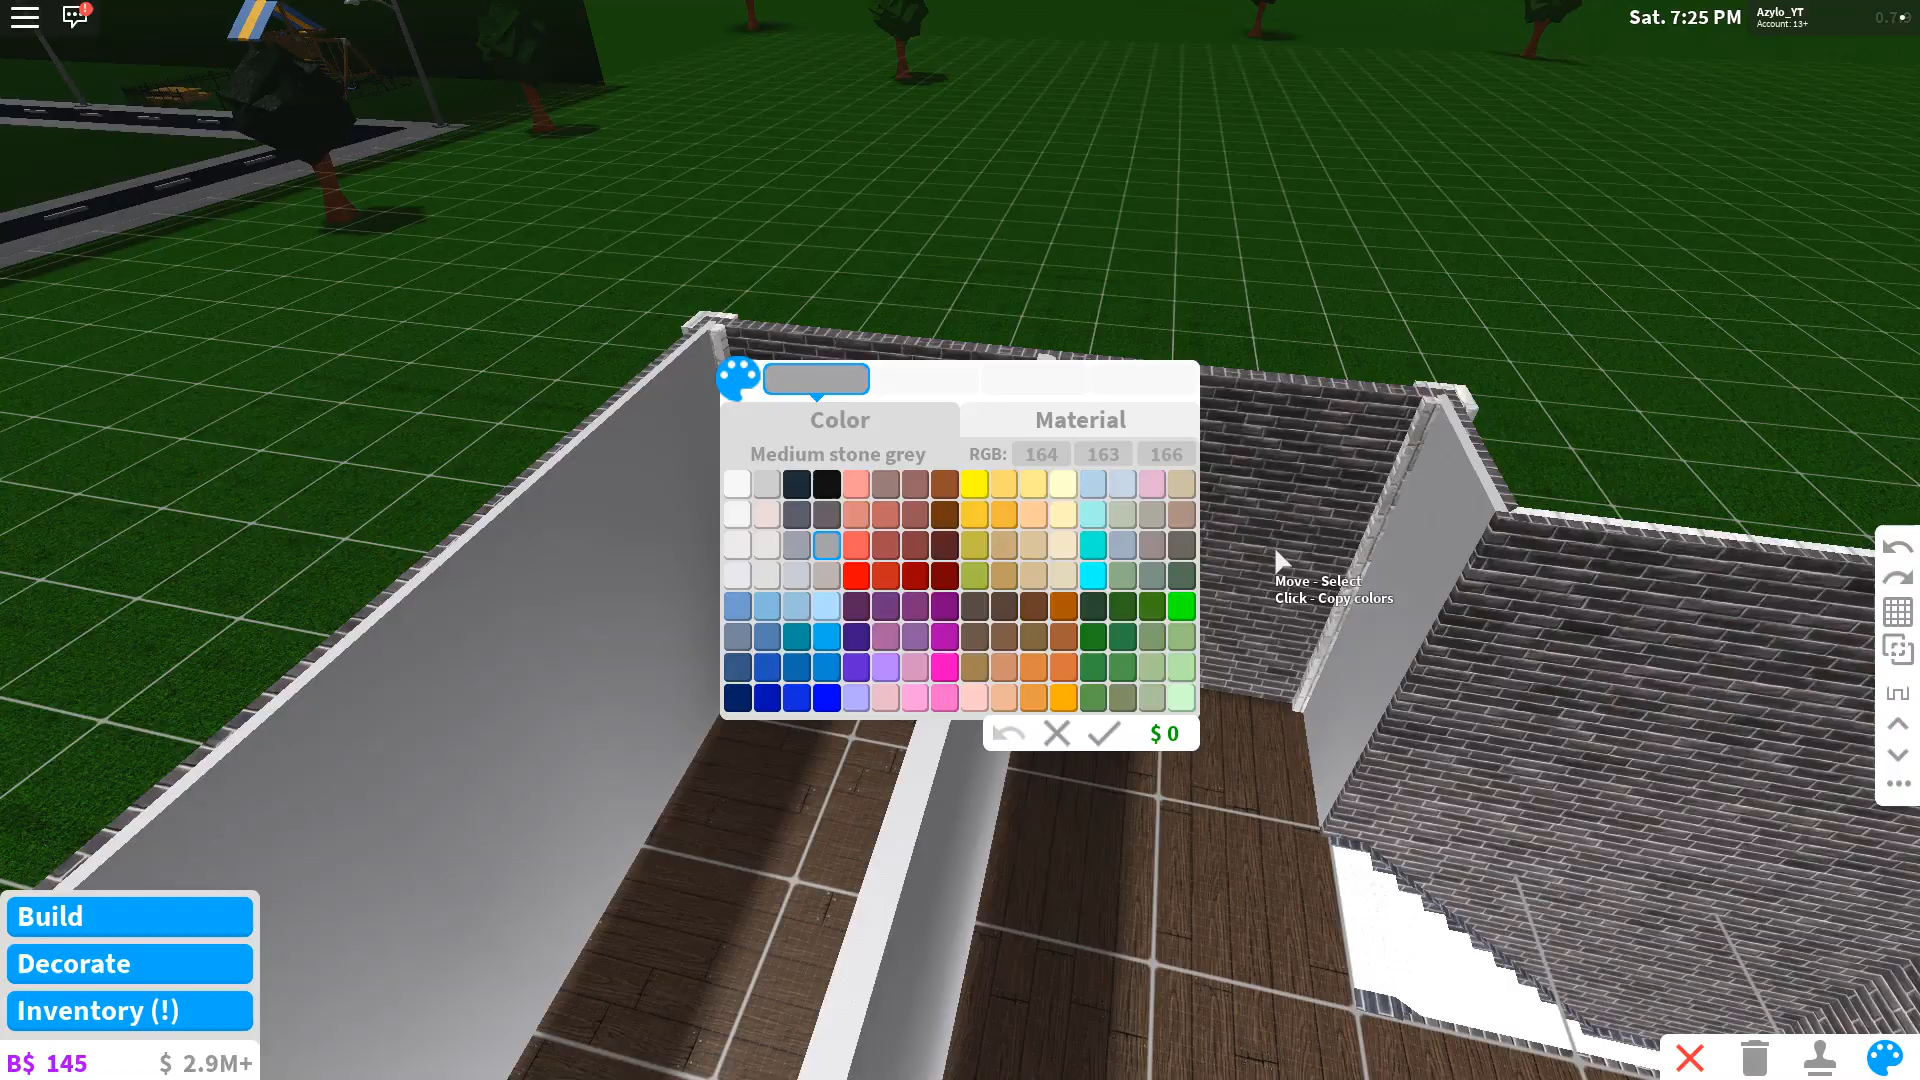 Sat. 7:25 PM
Azylo_YT
Account: 13+
Color
Material
Medium stone grey
RGB: 164 163 166
Move - Select
Click - Copy colors
$ 0
Build
Decorate
Inventory (!)
B$ 145
$ 2.9M+